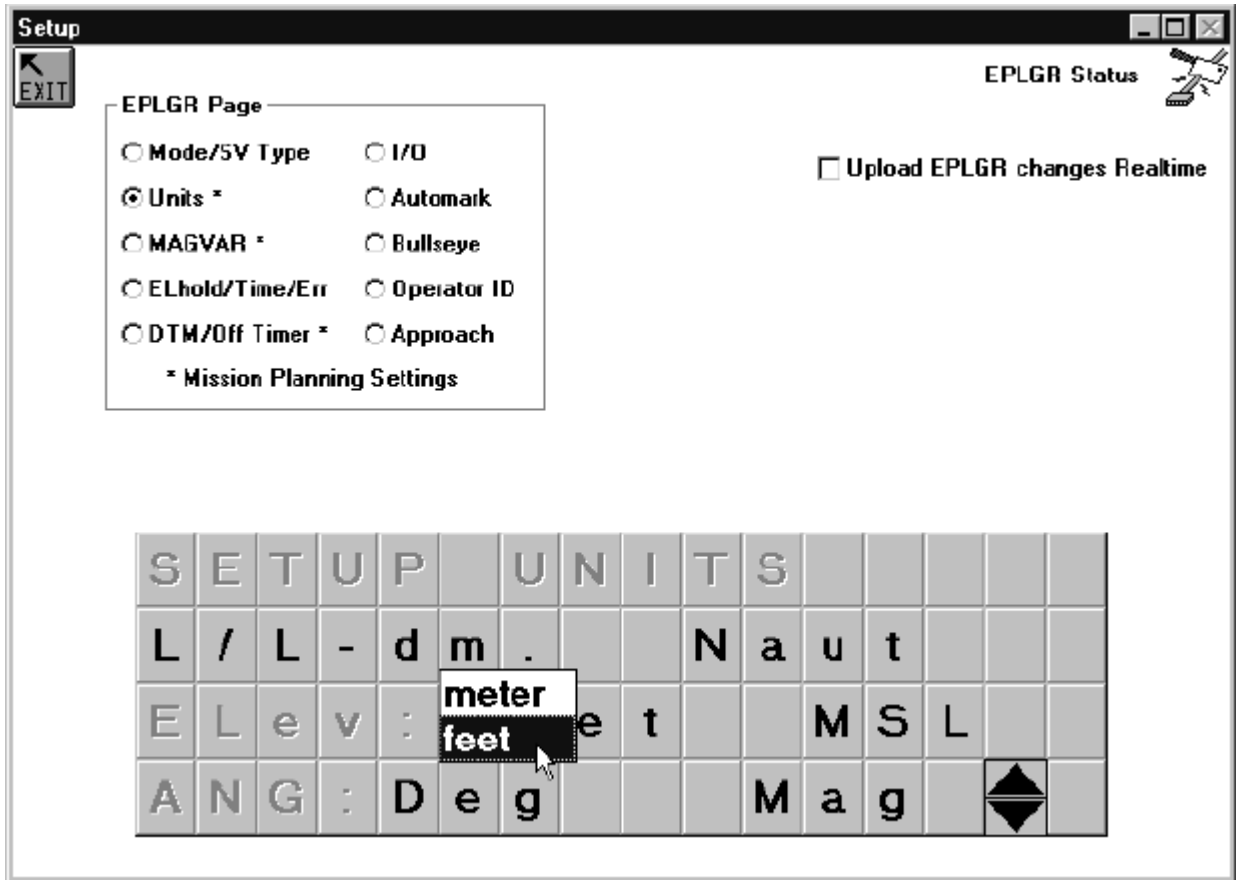 Setup
EXIT
EPLGR Status
EPLGR Page
Mode/SV Type I/O
Upload EPLGR changes Realtime
Units * Automark
MAGVAR * Bullseye
ELhold/Time/Err Operator ID
DTM/Off Timer * Approach
* Mission Planning Settings
SETUP UNITS
L/L-dm. Naut
meter
ELev: et MSL
feet
ANG:Deg Mag